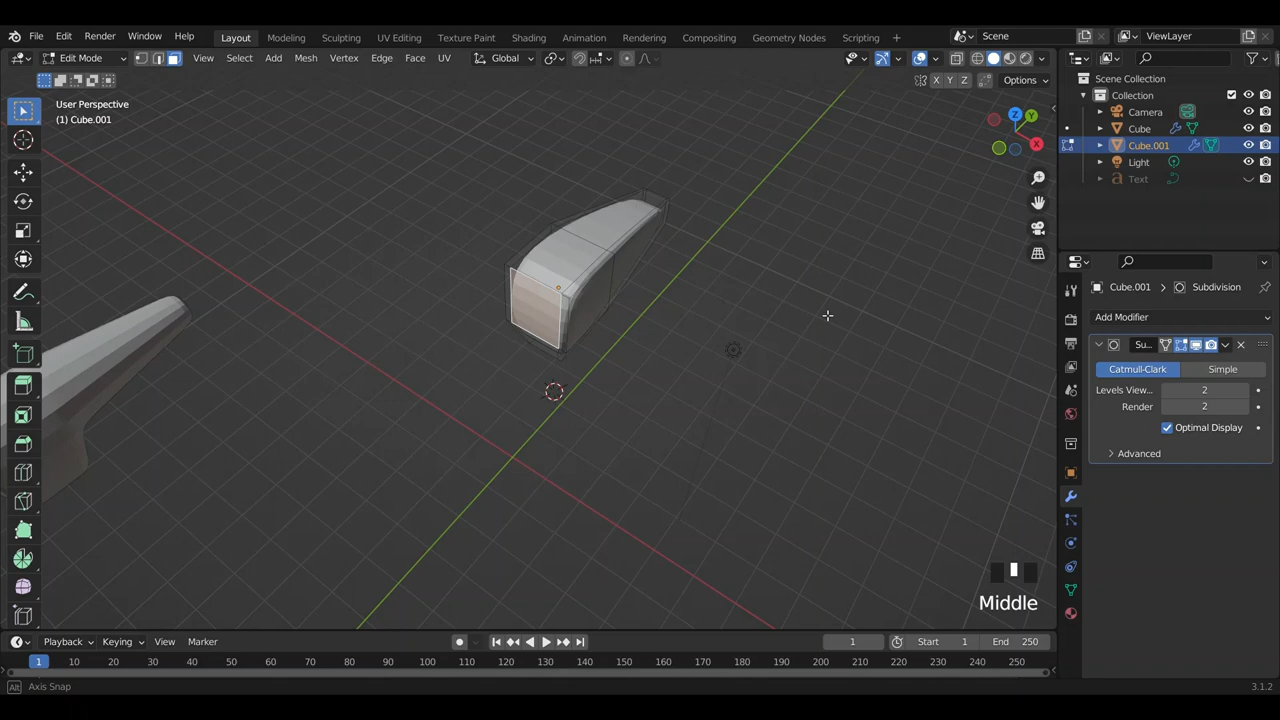 File Edit Render Window Help Layout Modeling Sculpting UV Editing Texture Paint Shading Animation Rendering Compositing Geometry Nodes Scripting + Scene ViewLayer
Edit Mode View Select Add Mesh Vertex Edge Face UV Global
X Y Z Options
User Perspective
(1) Cube.001
Z Y X
Scene Collection
Collection
Camera
Cube
Cube.001
Light
Text
Cube.001 > Subdivision
Add Modifier
Su...
Catmull-Clark Simple
Levels View... 2
Render 2
Optimal Display
Advanced
Middle
Playback Keying View Marker 1 Start 1 End 250
1 10 20 30 40 50 60 70 80 90 100 110 120 130 140 150 160 170 180 190 200 210 220 230 240 250
Alt Axis Snap 3.1.2